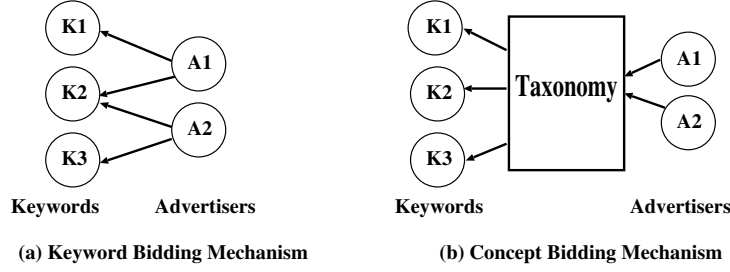 K1
A1
K2
A2
K3
Keywords Advertisers
(a) Keyword Bidding Mechanism
K1
A1
K2
Taxonomy
A2
K3
Keywords Advertisers
(b) Concept Bidding Mechanism